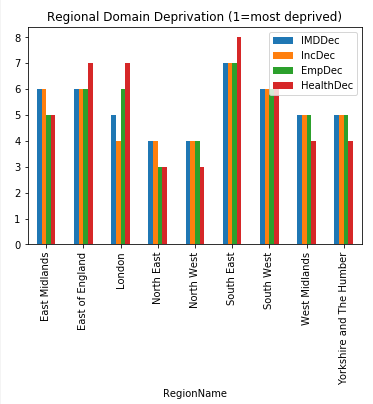 Regional Domain Deprivation (1=most deprived)
IMDDec
IncDec
EmpDec
HealthDec
8
7
6
5
4
3
2
1
0
East Midlands
East of England
London
North East
North West
South East
South West
West Midlands
Yorkshire and The Humber
RegionName